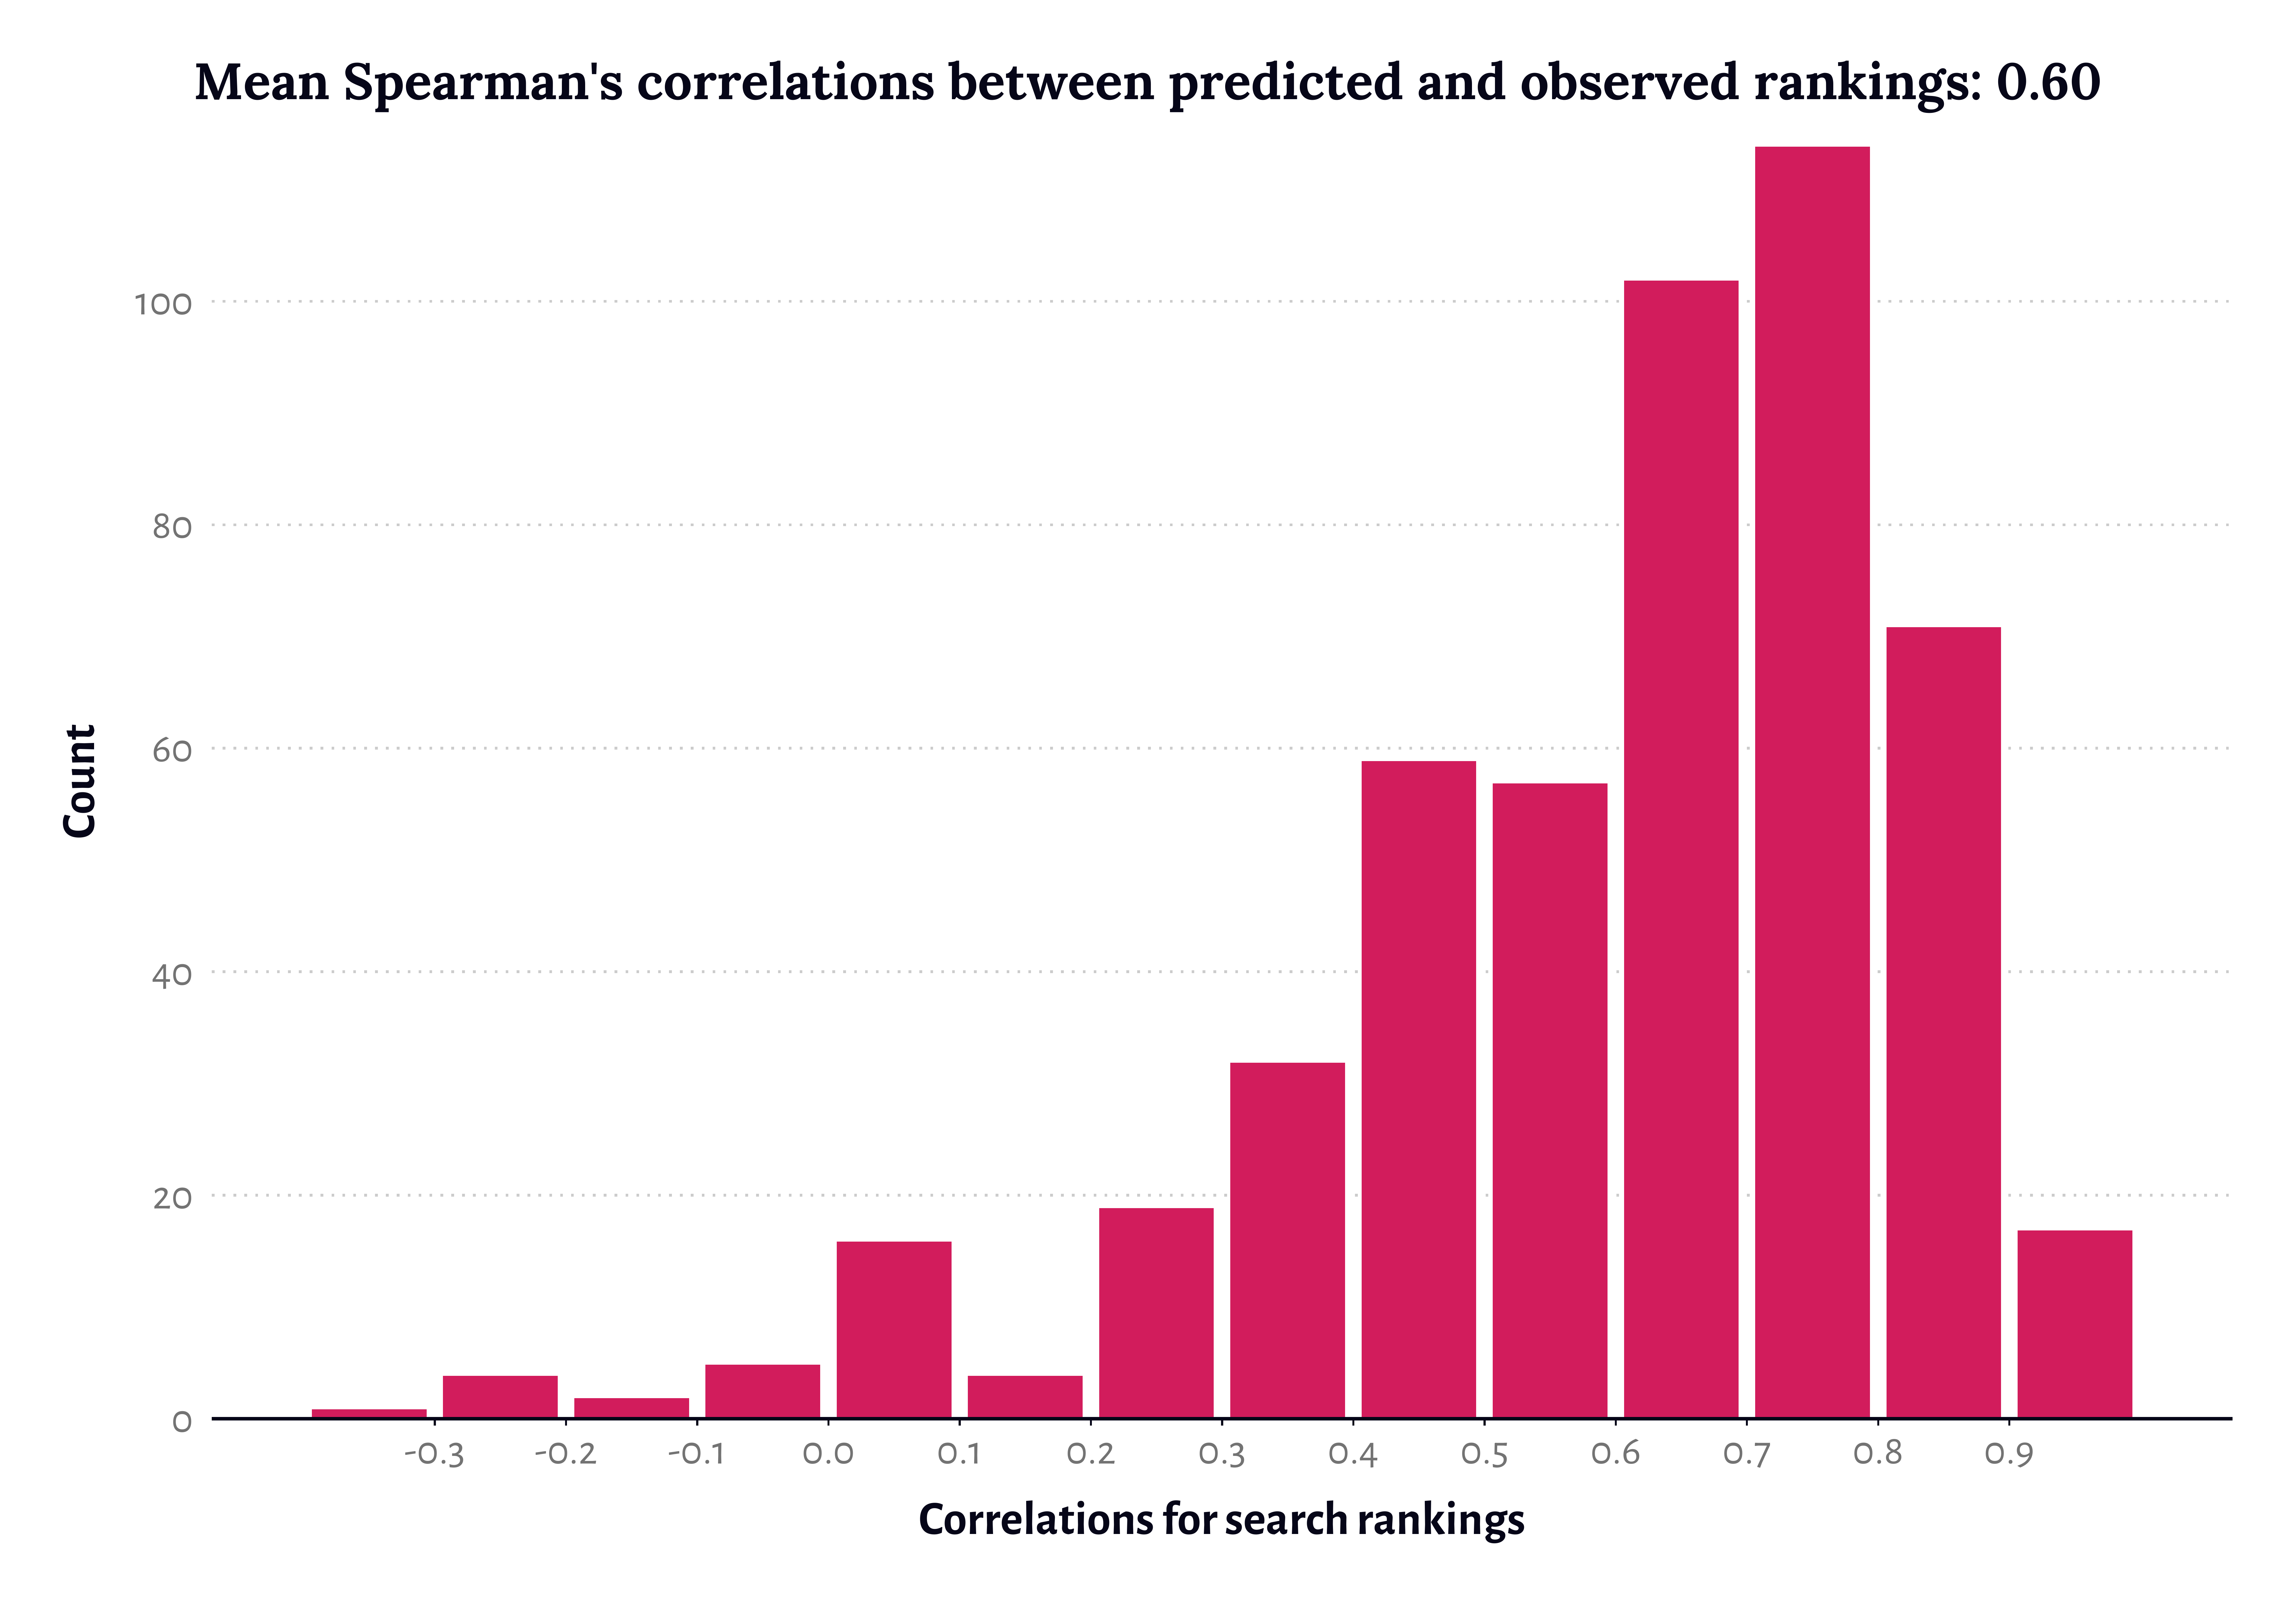 Mean Spearman's correlations between predicted and observed rankings: 0.60
Count
100
80
60
40
20
0
-0.3 -0.2 -0.1 0.0 0.1 0.2 0.3 0.4 0.5 0.6 0.7 0.8 0.9
Correlations for search rankings